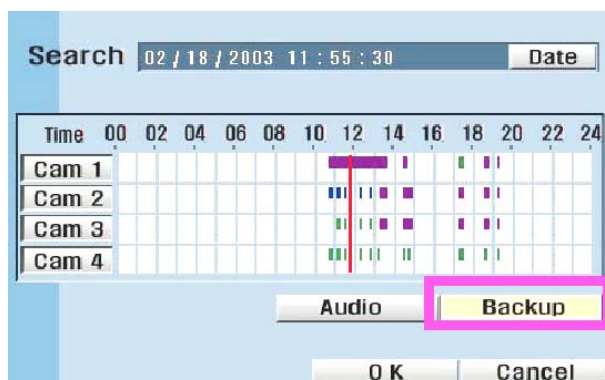 Search 02 / 18 / 2003 11 : 55 : 30 Date
Time 00 02 04 06 08 10 12 14 16 18 20 22 24
Cam 1
Cam 2
Cam 3
Cam 4
Audio Backup
OK Cancel